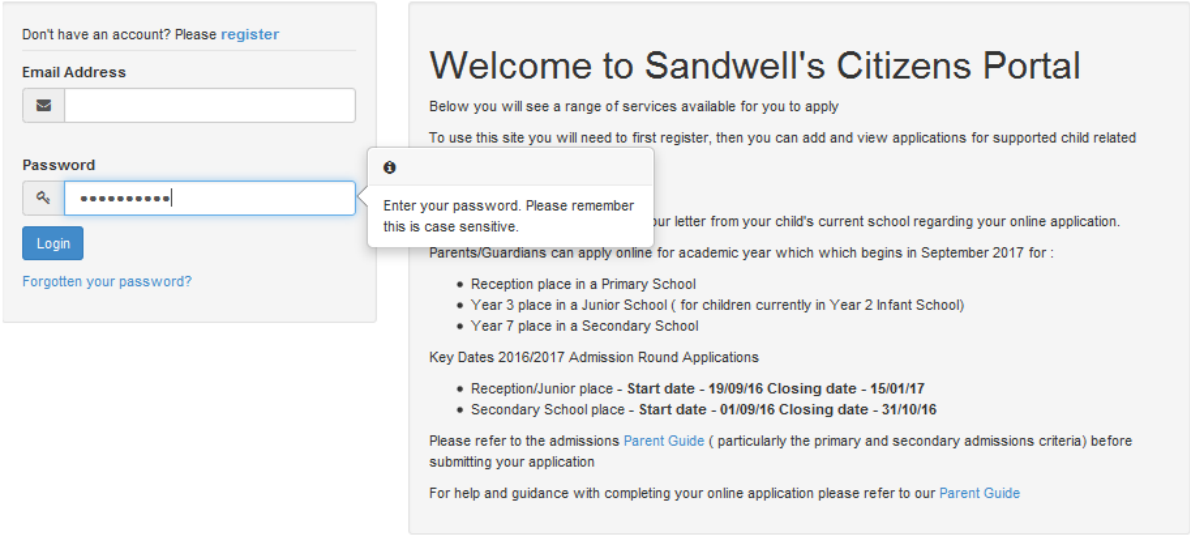 Don't have an account? Please register
Email Address
Password
Login
Forgotten your password?
Enter your password. Please remember
this is case sensitive.
Welcome to Sandwell's Citizens Portal
Below you will see a range of services available for you to apply
To use this site you will need to first register, then you can add and view applications for supported child related
our letter from your child's current school regarding your online application.
Parents/Guardians can apply online for academic year which which begins in September 2017 for :
• Reception place in a Primary School
• Year 3 place in a Junior School ( for children currently in Year 2 Infant School)
• Year 7 place in a Secondary School
Key Dates 2016/2017 Admission Round Applications
• Reception/Junior place - Start date - 19/09/16 Closing date - 15/01/17
• Secondary School place - Start date - 01/09/16 Closing date - 31/10/16
Please refer to the admissions Parent Guide ( particularly the primary and secondary admissions criteria) before
submitting your application
For help and guidance with completing your online application please refer to our Parent Guide